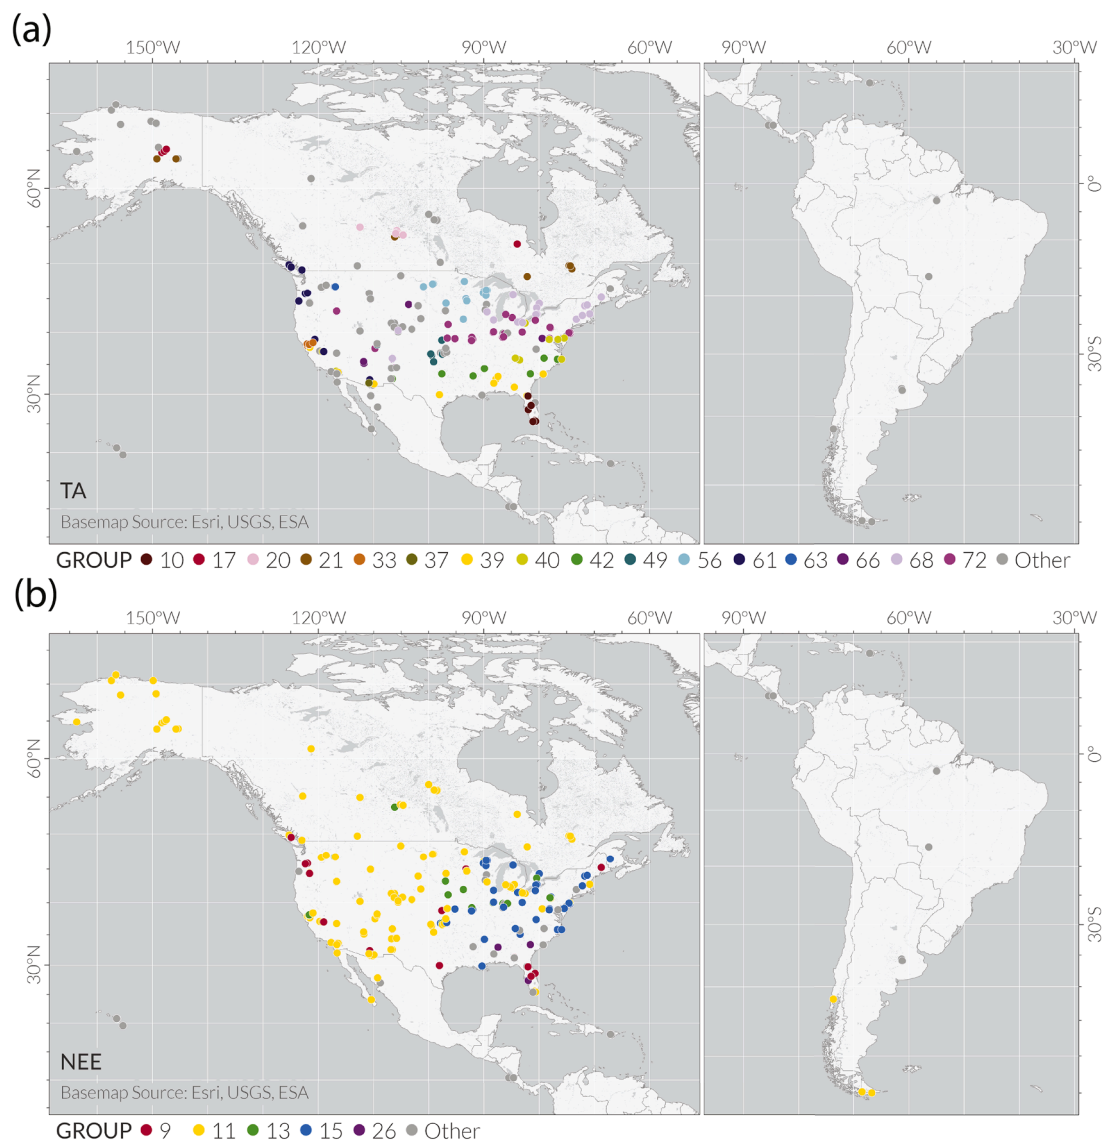 (a)
150°W 120°W 90°W 60°W 90°W 60°W 30°W
60°N
30°N
0°
30°S
TA
Basemap Source: Esri, USGS, ESA
GROUP 10 17 20 21 33 37 39 40 42 49 56 61 63 66 68 72 Other
(b)
150°W 120°W 90°W 60°W 90°W 60°W 30°W
60°N
30°N
0°
30°S
NEE
Basemap Source: Esri, USGS, ESA
GROUP 9 11 13 15 26 Other